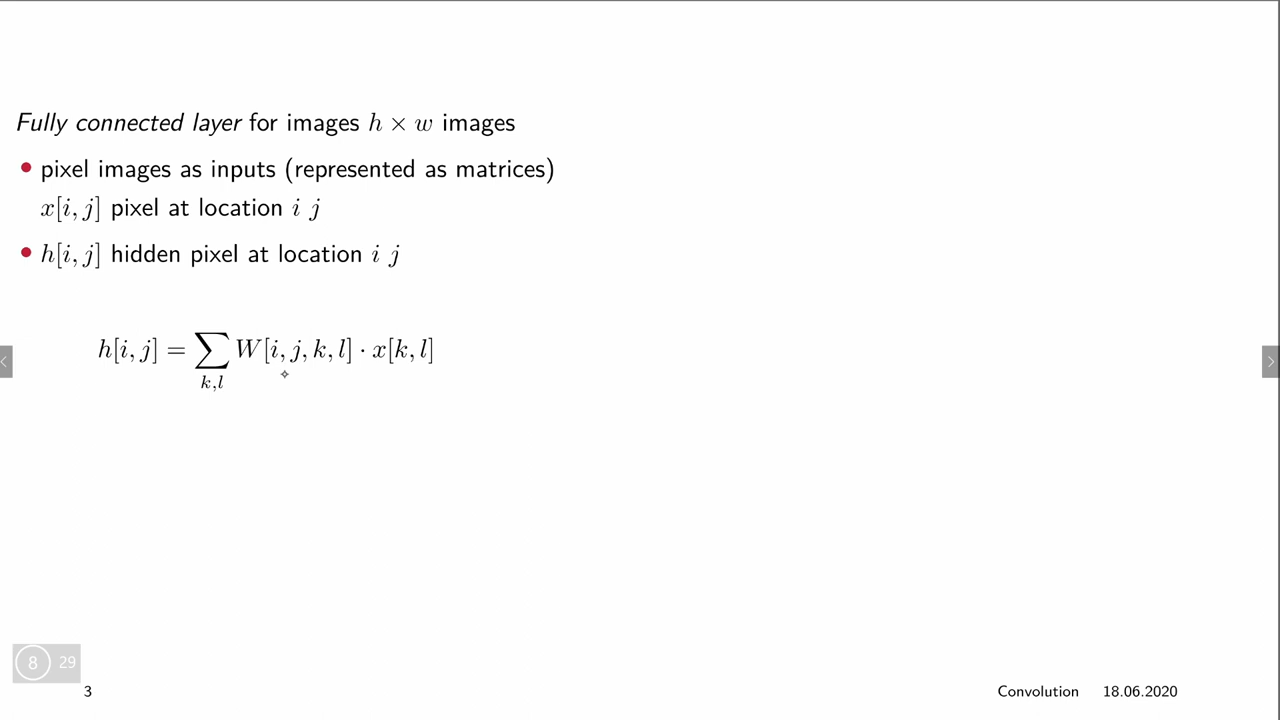 Fully connected layer for images h × w images
• pixel images as inputs (represented as matrices)
x[i, j] pixel at location i j
• h[i, j] hidden pixel at location i j
h[i, j] = ∑ W[i, j, k, l] · x[k, l]
k,l
8 29
3 Convolution 18.06.2020